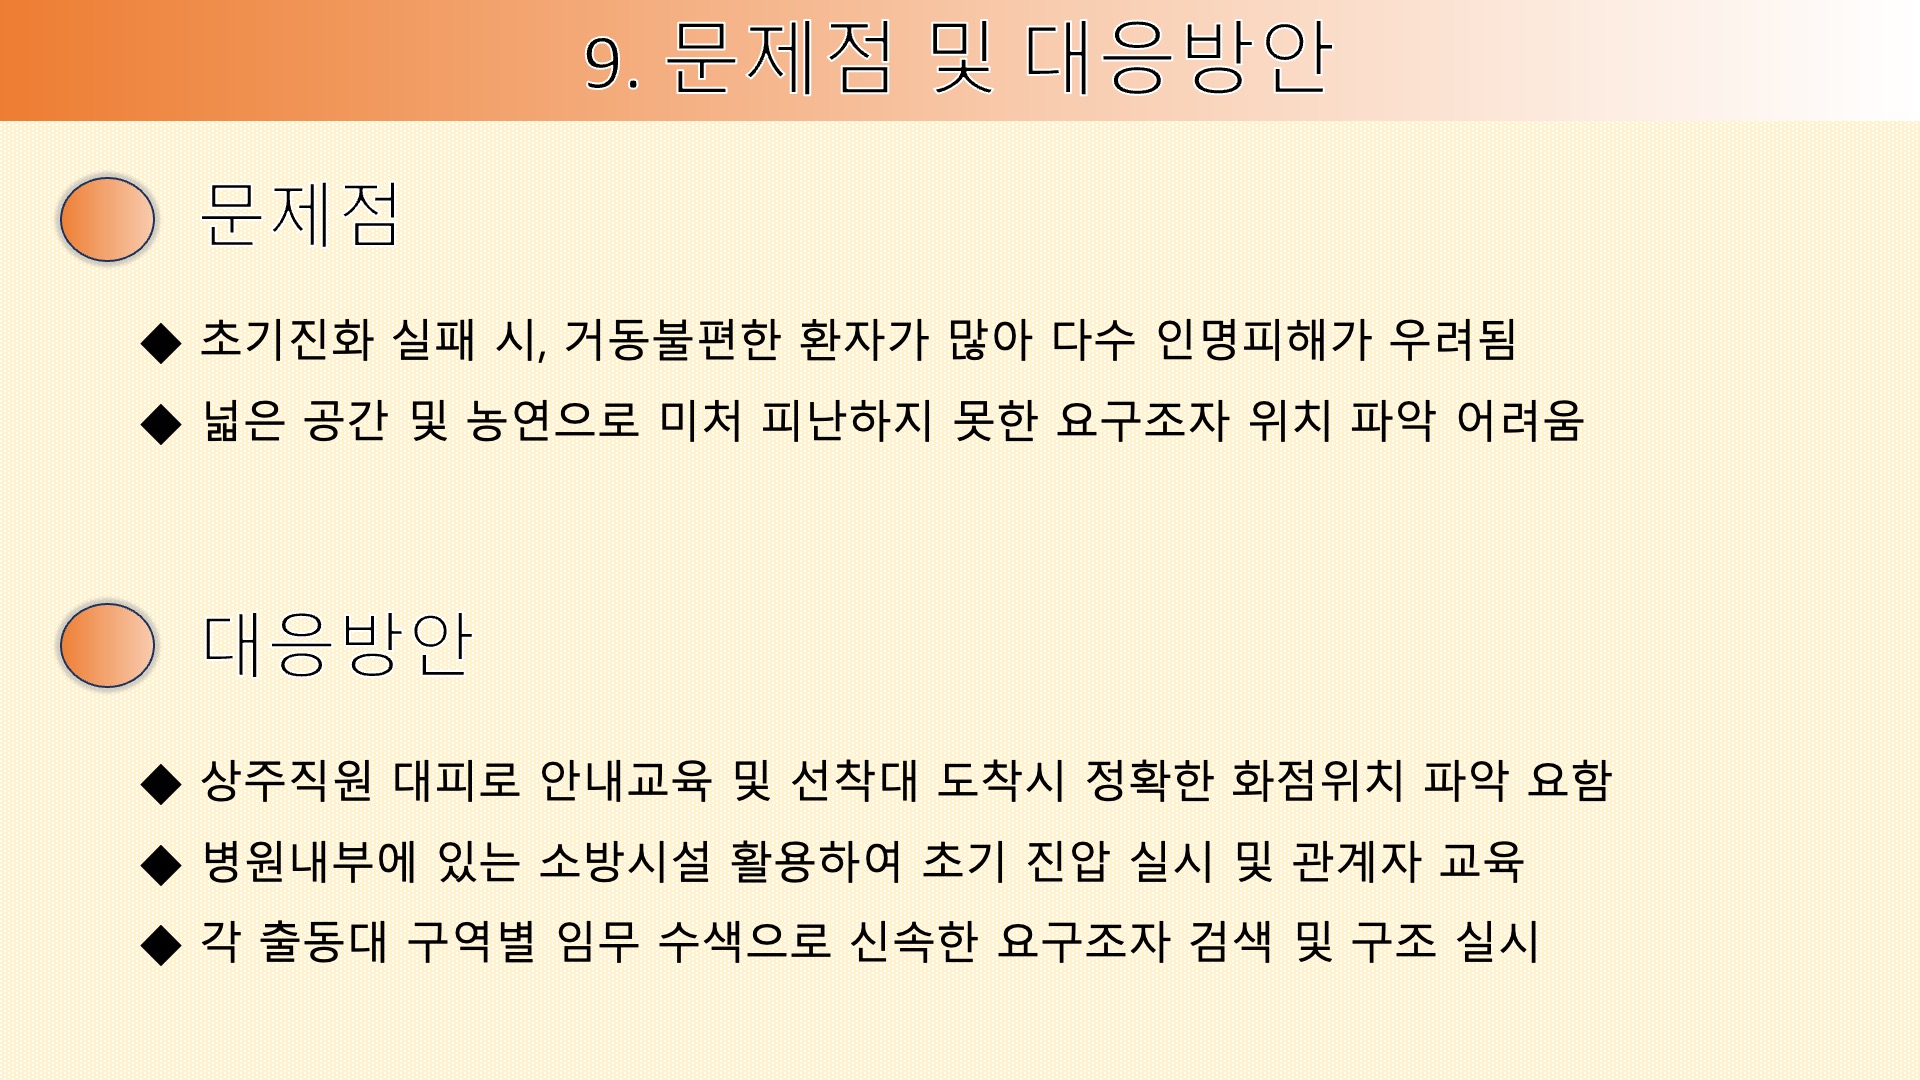 9. 문제점 및 대응방안
문제점
◆ 초기진화 실패 시, 거동불편한 환자가 많아 다수 인명피해가 우려됨
◆ 넓은 공간 및 농연으로 미처 피난하지 못한 요구조자 위치 파악 어려움
대응방안
◆ 상주직원 대피로 안내교육 및 선착대 도착시 정확한 화점위치 파악 요함
◆ 병원내부에 있는 소방시설 활용하여 초기 진압 실시 및 관계자 교육
◆ 각 출동대 구역별 임무 수색으로 신속한 요구조자 검색 및 구조 실시